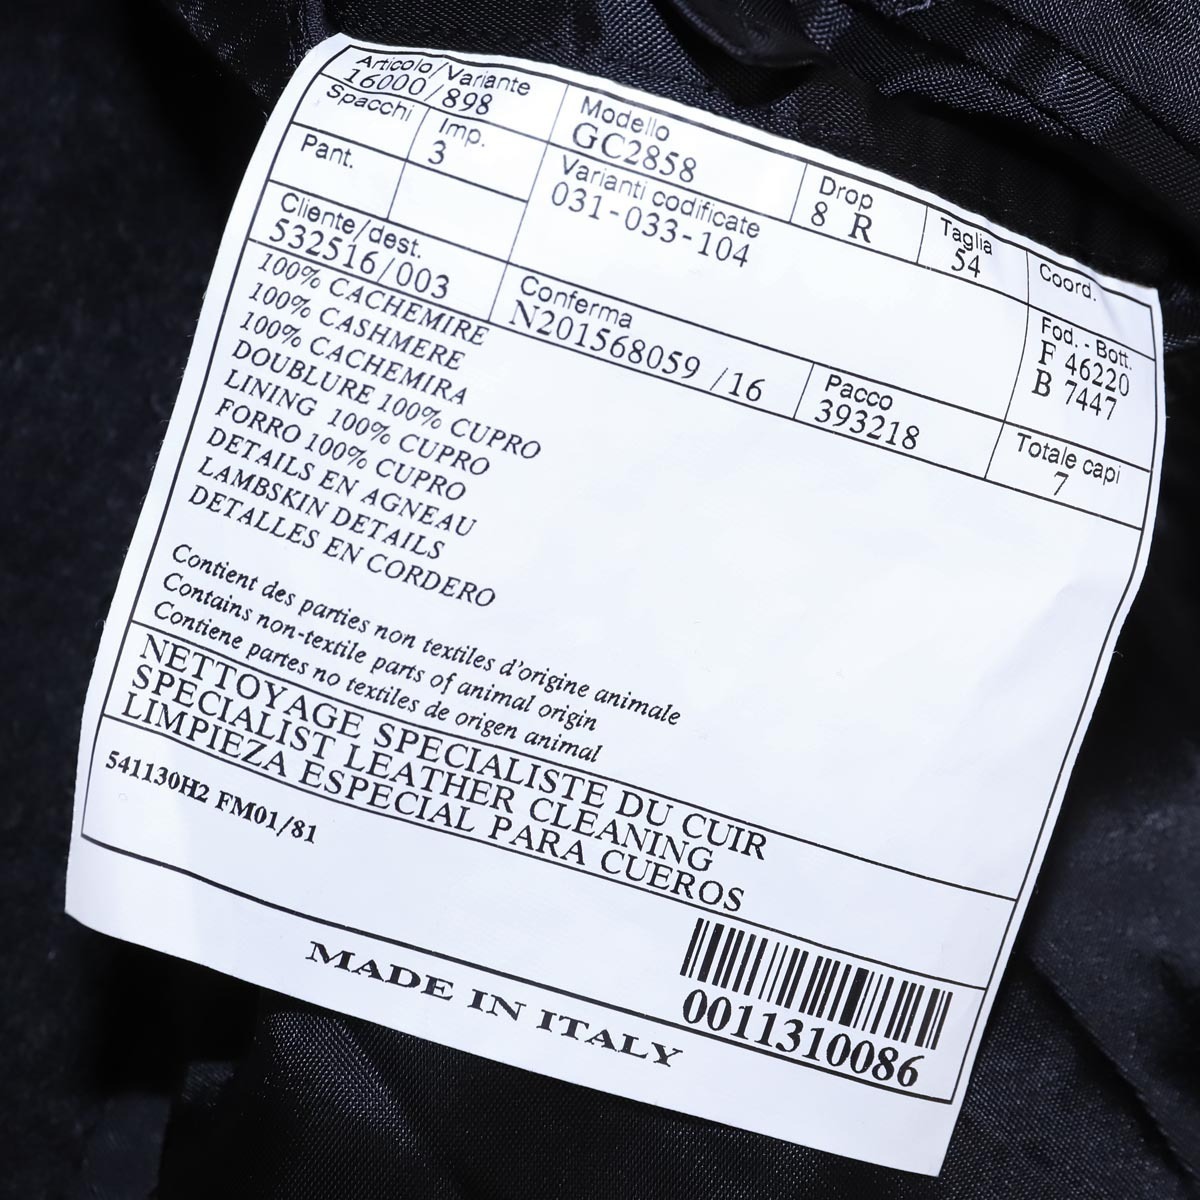 Articolo/Variante
16000/898
Modello
GC2858
Drop
8 R
Taglia
54
Coord.
Spacchi
Imp.
3
Varianti codificate
031-033-104
Fod. - Bott.
F 46220
B 7447
Pant.
Cliente/dest.
532516/003
Conferma
N201568059 /16
Pacco
393218
Totale capi
7
100% CACHEMIRE
100% CASHMERE
100% CACHEMIRA
DOUBLURE 100% CUPRO
LINING 100% CUPRO
FORRO 100% CUPRO
DETAILS EN AGNEAU
LAMBSKIN DETAILS
DETALLES EN CORDERO
Contient des parties non textiles d'origine animale
Contains non-textile parts of animal origin
Contiene partes no textiles de origen animal
NETTOYAGE SPECIALISTE DU CUIR
SPECIALIST LEATHER CLEANING
LIMPIEZA ESPECIAL PARA CUEROS
541130H2 FM01/81
0011310086
MADE IN ITALY